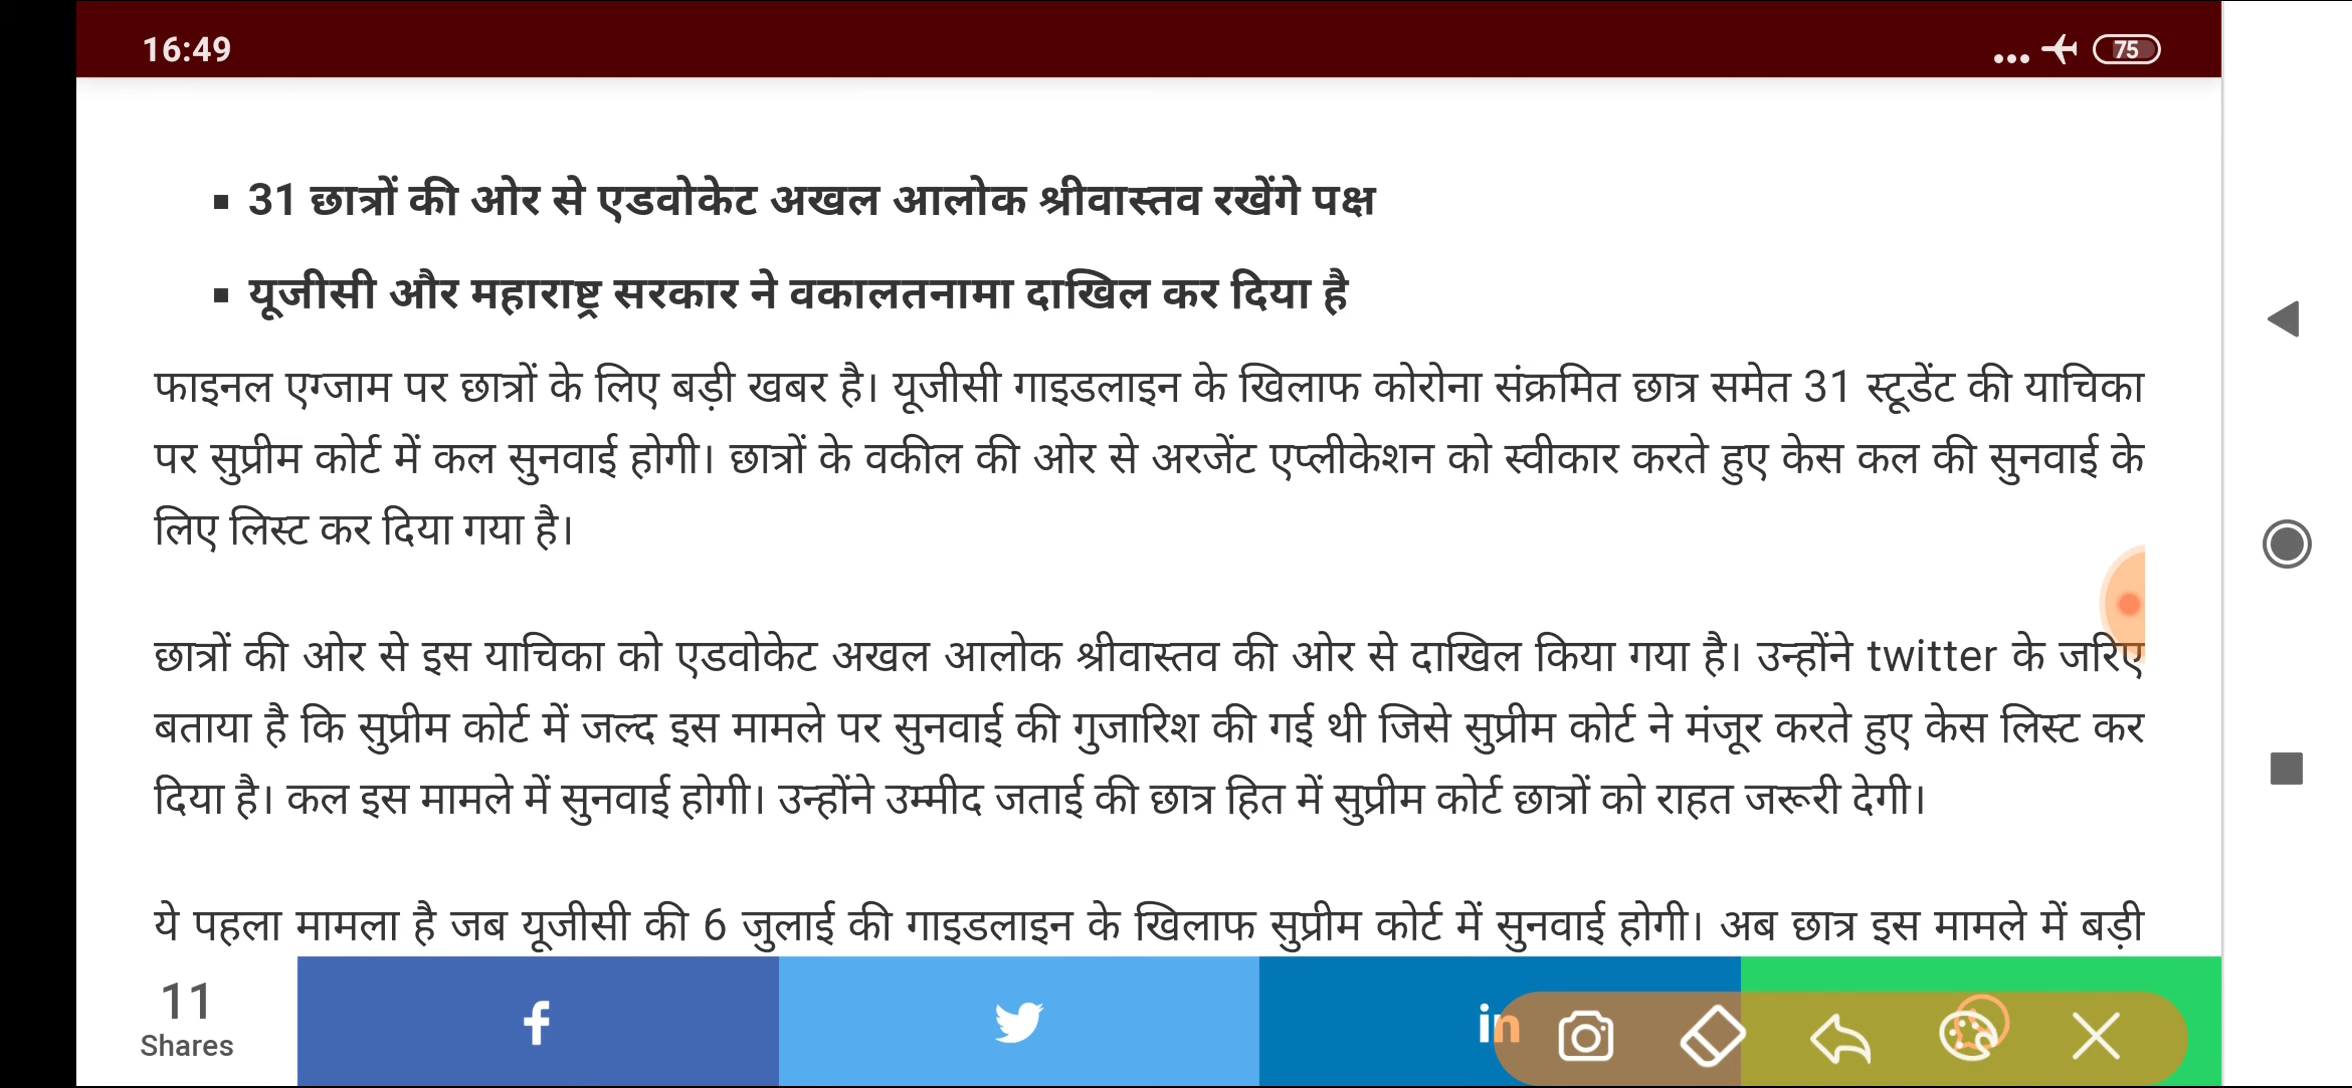 16:49
75
31 छात्रों की ओर से एडवोकेट अखल आलोक श्रीवास्तव रखेंगे पक्ष
यूजीसी और महाराष्ट्र सरकार ने वकालतनामा दाखिल कर दिया है
फाइनल एग्जाम पर छात्रों के लिए बड़ी खबर है। यूजीसी गाइडलाइन के खिलाफ कोरोना संक्रमित छात्र समेत 31 स्टूडेंट की याचिका
पर सुप्रीम कोर्ट में कल सुनवाई होगी। छात्रों के वकील की ओर से अरजेंट एप्लीकेशन को स्वीकार करते हुए केस कल की सुनवाई के
लिए लिस्ट कर दिया गया है।
छात्रों की ओर से इस याचिका को एडवोकेट अखल आलोक श्रीवास्तव की ओर से दाखिल किया गया है। उन्होंने twitter के जरिए
बताया है कि सुप्रीम कोर्ट में जल्द इस मामले पर सुनवाई की गुजारिश की गई थी जिसे सुप्रीम कोर्ट ने मंजूर करते हुए केस लिस्ट कर
दिया है। कल इस मामले में सुनवाई होगी। उन्होंने उम्मीद जताई की छात्र हित में सुप्रीम कोर्ट छात्रों को राहत जरूरी देगी।
ये पहला मामला है जब यूजीसी की 6 जुलाई की गाइडलाइन के खिलाफ सुप्रीम कोर्ट में सुनवाई होगी। अब छात्र इस मामले में बड़ी
11
Shares
f
in